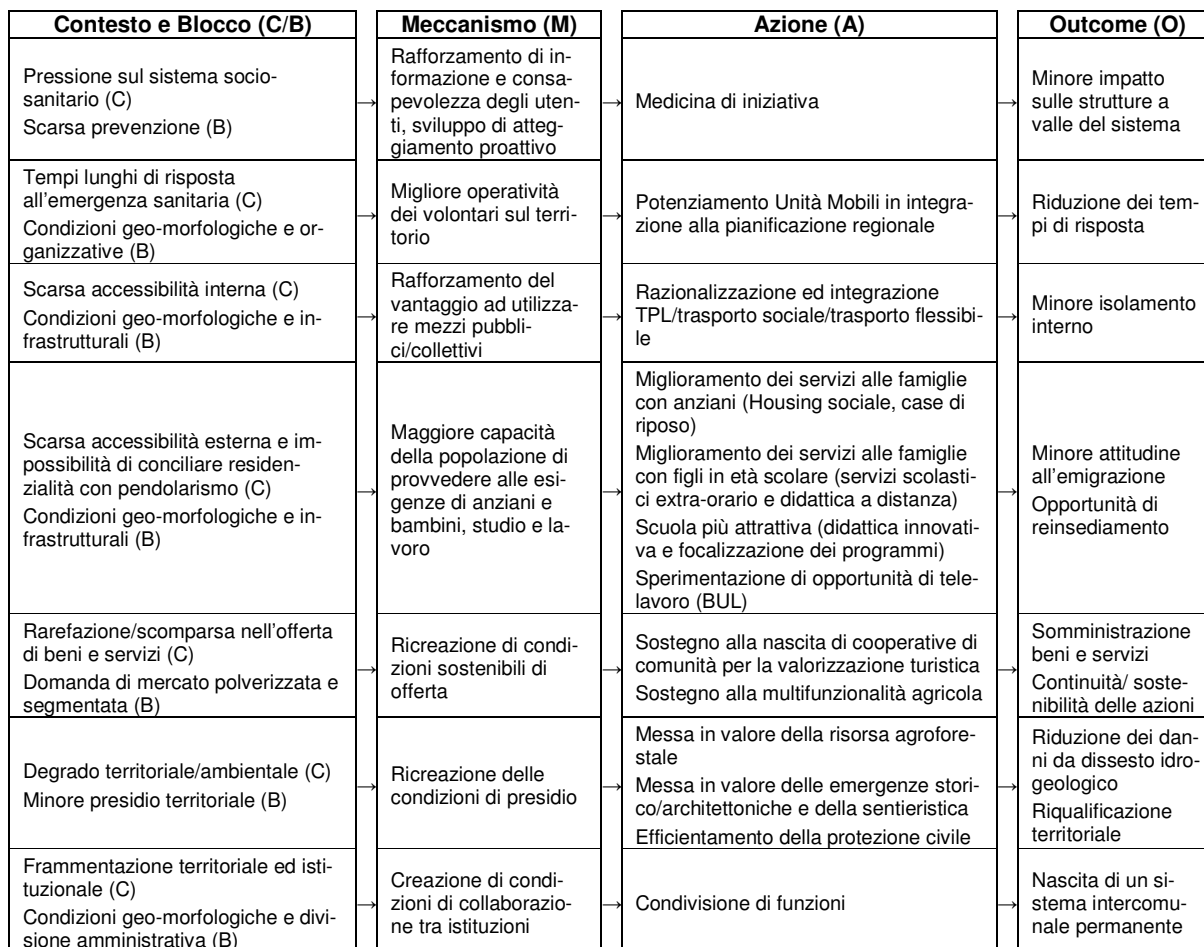 Contesto e Blocco (C/B)
Meccanismo (M)
Azione (A)
Outcome (O)
Pressione sul sistema socio-
sanitario (C)
Scarsa prevenzione (B)
→
Rafforzamento di in-
formazione e consa-
pevolezza degli uten-
ti, sviluppo di atteg-
giamento proattivo
→
Medicina di iniziativa
→
Minore impatto
sulle strutture a
valle del sistema
Tempi lunghi di risposta
all'emergenza sanitaria (C)
Condizioni geo-morfologiche e or-
ganizzative (B)
→
Migliore operatività
dei volontari sul terri-
torio
→
Potenziamento Unità Mobili in integra-
zione alla pianificazione regionale
→
Riduzione dei tem-
pi di risposta
Scarsa accessibilità interna (C)
Condizioni geo-morfologiche e in-
frastrutturali (B)
→
Rafforzamento del
vantaggio ad utilizza-
re mezzi pubbli-
ci/collettivi
→
Razionalizzazione ed integrazione
TPL/trasporto sociale/trasporto flessibi-
le
→
Minore isolamento
interno
Scarsa accessibilità esterna e im-
possibilità di conciliare residen-
zialità con pendolarismo (C)
Condizioni geo-morfologiche e in-
frastrutturali (B)
→
Maggiore capacità
della popolazione di
provvedere alle esi-
genze di anziani e
bambini, studio e la-
voro
→
Miglioramento dei servizi alle famiglie
con anziani (Housing sociale, case di
riposo)
Miglioramento dei servizi alle famiglie
con figli in età scolare (servizi scolasti-
ci extra-orario e didattica a distanza)
Scuola più attrattiva (didattica innovati-
va e focalizzazione dei programmi)
Sperimentazione di opportunità di tele-
lavoro (BUL)
→
Minore attitudine
all'emigrazione
Opportunità di
reinsediamento
Rarefazione/scomparsa nell'offerta
di beni e servizi (C)
Domanda di mercato polverizzata e
segmentata (B)
→
Ricreazione di condi-
zioni sostenibili di
offerta
→
Sostegno alla nascita di cooperative di
comunità per la valorizzazione turistica
Sostegno alla multifunzionalità agricola
→
Somministrazione
beni e servizi
Continuità/ soste-
nibilità delle azioni
Degrado territoriale/ambientale (C)
Minore presidio territoriale (B)
→
Ricreazione delle
condizioni di presidio
→
Messa in valore della risorsa agrofore-
stale
Messa in valore delle emergenze stori-
co/architettoniche e della sentieristica
Efficientamento della protezione civile
→
Riduzione dei dan-
ni da dissesto idro-
geologico
Riqualificazione
territoriale
Frammentazione territoriale ed isti-
tuzionale (C)
Condizioni geo-morfologiche e divi-
sione amministrativa (B)
→
Creazione di condi-
zioni di collaborazio-
ne tra istituzioni
→
Condivisione di funzioni
→
Nascita di un si-
stema intercomu-
nale permanente